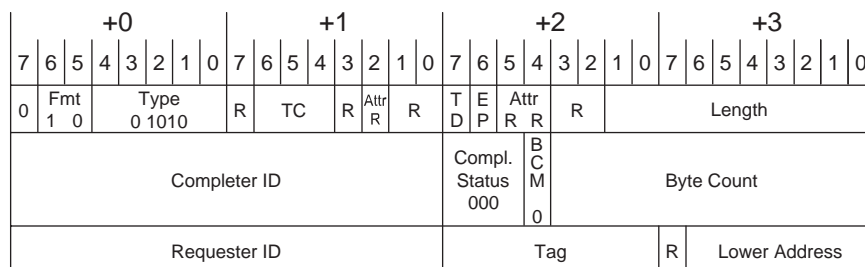 +0 +1 +2 +3
7 6 5 4 3 2 1 0 7 6 5 4 3 2 1 0 7 6 5 4 3 2 1 0 7 6 5 4 3 2 1 0
0 Fmt 1 0 Type 0 1010 R TC R Attr R R T D E P Attr R R R Length
Completer ID Compl. Status 000 B C M 0 Byte Count
Requester ID Tag R Lower Address